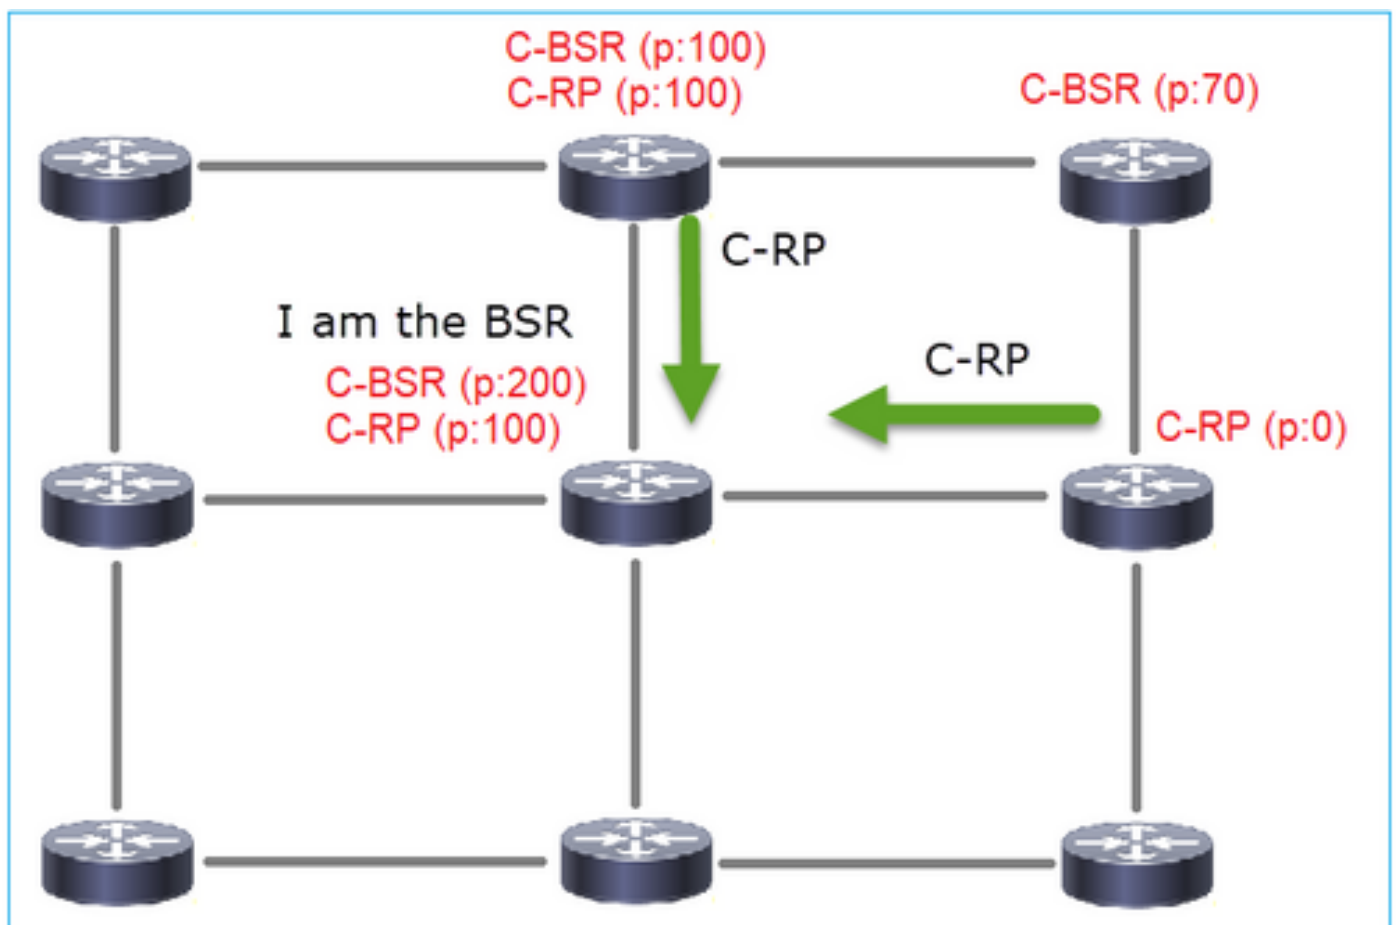 C-BSR (p:100)
C-RP (p:100)
C-BSR (p:70)
C-RP
I am the BSR
C-BSR (p:200)
C-RP (p:100)
C-RP
C-RP (p:0)